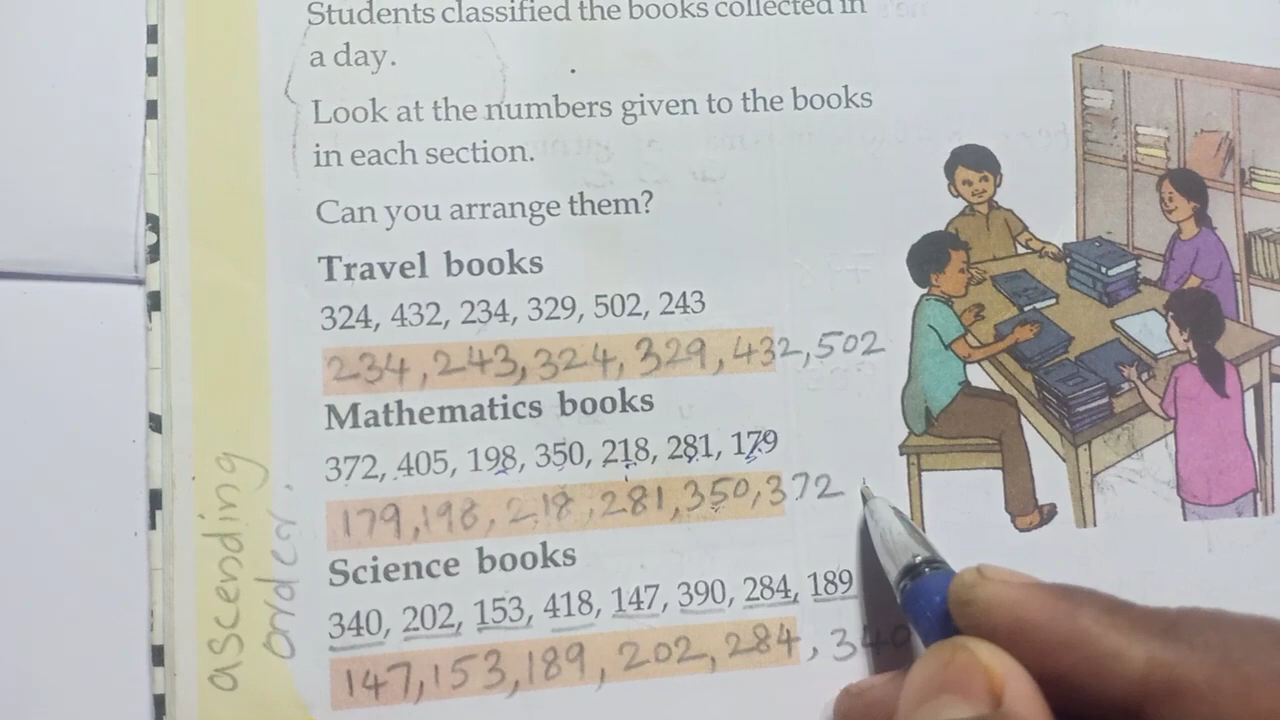 Students classified the books collected in
a day.
Look at the numbers given to the books
in each section.
Can you arrange them?
Travel books
324, 432, 234, 329, 502, 243
234, 243, 324, 329, 432, 502
Mathematics books
372, 405, 198, 350, 218, 281, 179
179, 198, 218, 281, 350, 372
Science books
340, 202, 153, 418, 147, 390, 284, 189
147, 153, 189, 202, 284, 340
ascending
order.